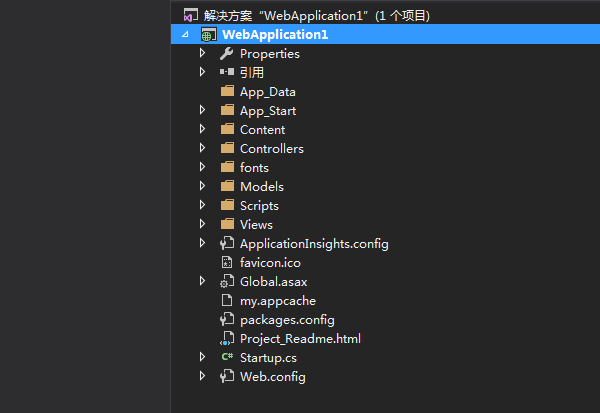 解决方案“WebApplication1”(1 个项目)
WebApplication1
Properties
引用
App_Data
App_Start
Content
Controllers
fonts
Models
Scripts
Views
ApplicationInsights.config
favicon.ico
Global.asax
my.appcache
packages.config
Project_Readme.html
C# Startup.cs
Web.config